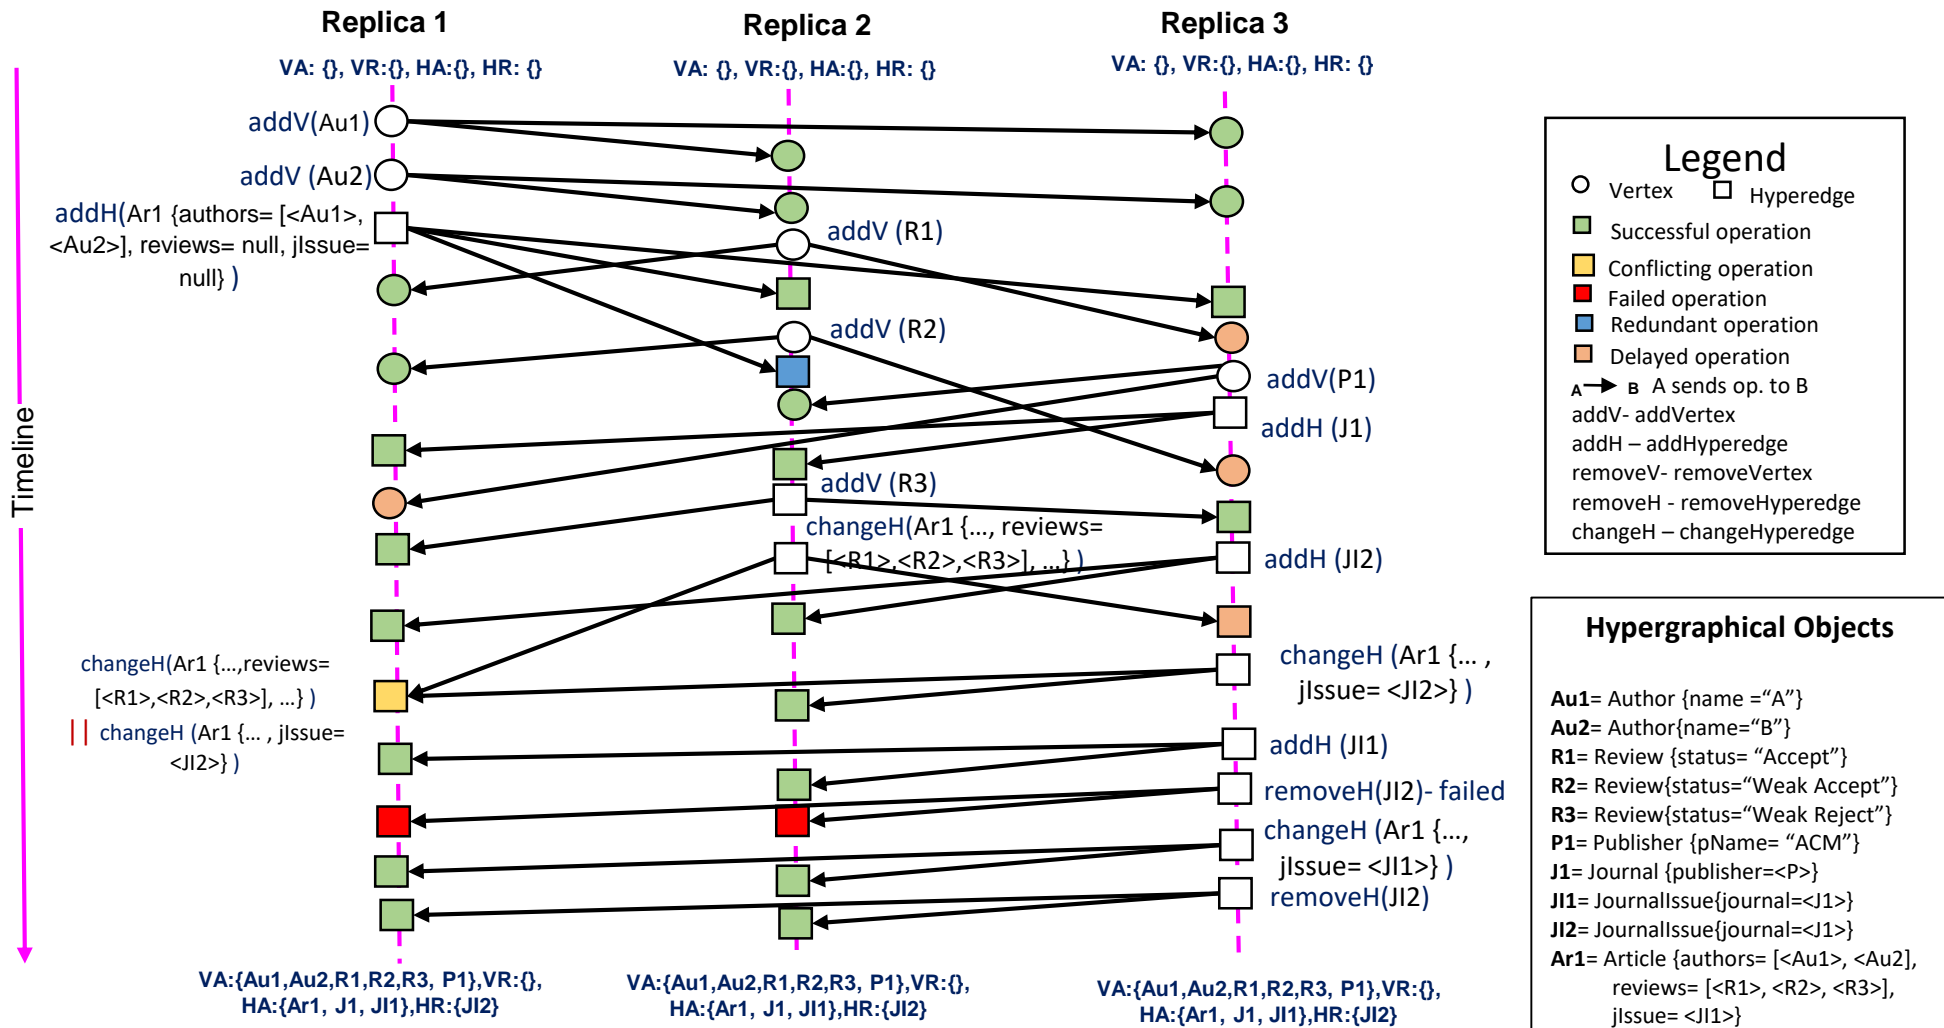 Replica 1
Replica 2
Replica 3
VA: {}, VR:{}, HA:{}, HR: {}
VA: {}, VR:{}, HA:{}, HR: {}
VA: {}, VR:{}, HA:{}, HR: {}
Timeline
addV(Au1)
addV (Au2)
addH(Ar1 {authors= [<Au1>,
<Au2>], reviews= null, jIssue=
null} )
addV (R1)
addV (R2)
addV(P1)
addH (J1)
addV (R3)
changeH(Ar1 {…, reviews=
[<R1>,<R2>,<R3>], …} )
addH (JI2)
changeH(Ar1 {…,reviews=
[<R1>,<R2>,<R3>], …} )
|| changeH (Ar1 {… , jIssue=
<JI2>} )
changeH (Ar1 {… ,
jIssue= <JI2>} )
addH (JI1)
removeH(JI2)- failed
changeH (Ar1 {…,
jIssue= <JI1>} )
removeH(JI2)
VA:{Au1,Au2,R1,R2,R3, P1},VR:{},
HA:{Ar1, J1, JI1},HR:{JI2}
VA:{Au1,Au2,R1,R2,R3, P1},VR:{},
HA:{Ar1, J1, JI1},HR:{JI2}
VA:{Au1,Au2,R1,R2,R3, P1},VR:{},
HA:{Ar1, J1, JI1},HR:{JI2}
Legend
Vertex
Hyperedge
Successful operation
Conflicting operation
Failed operation
Redundant operation
Delayed operation
A B A sends op. to B
addV- addVertex
addH – addHyperedge
removeV- removeVertex
removeH - removeHyperedge
changeH – changeHyperedge
Hypergraphical Objects
Au1= Author {name =“A”}
Au2= Author{name=“B”}
R1= Review {status= “Accept”}
R2= Review{status=“Weak Accept”}
R3= Review{status=“Weak Reject”}
P1= Publisher {pName= “ACM”}
J1= Journal {publisher=<P>}
JI1= JournalIssue{journal=<J1>}
JI2= JournalIssue{journal=<J1>}
Ar1= Article {authors= [<Au1>, <Au2],
reviews= [<R1>, <R2>, <R3>],
jIssue= <JI1>}